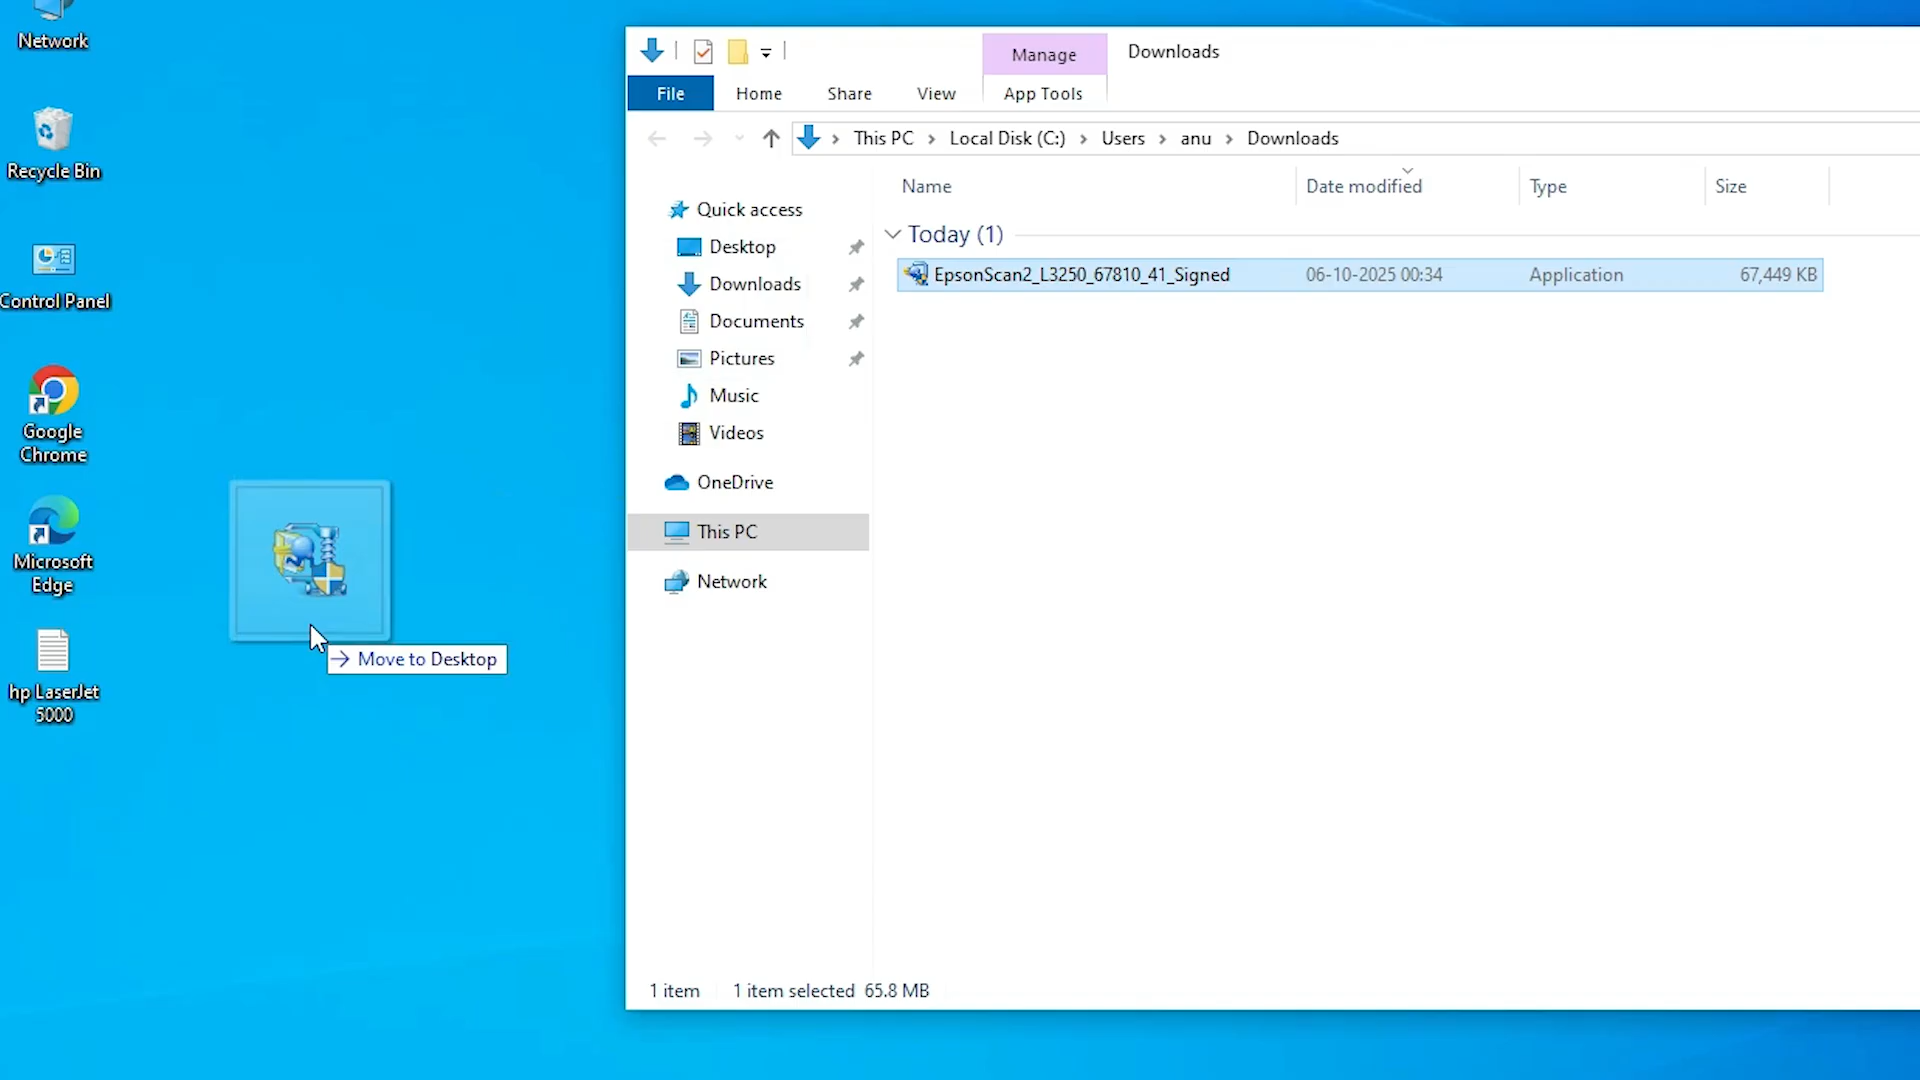 Network
Recycle Bin
Control Panel
Google
Chrome
Microsoft
Edge
hp LaserJet
5000
Move to Desktop
Manage
Downloads
File
Home
Share
View
App Tools
This PC
Local Disk (C:)
Users
anu
Downloads
Name
Date modified
Type
Size
Quick access
Desktop
Downloads
Documents
Pictures
Music
Videos
OneDrive
This PC
Network
Today (1)
EpsonScan2_L3250_67810_41_Signed
06-10-2025 00:34
Application
67,449 KB
1 item
1 item selected 65.8 MB